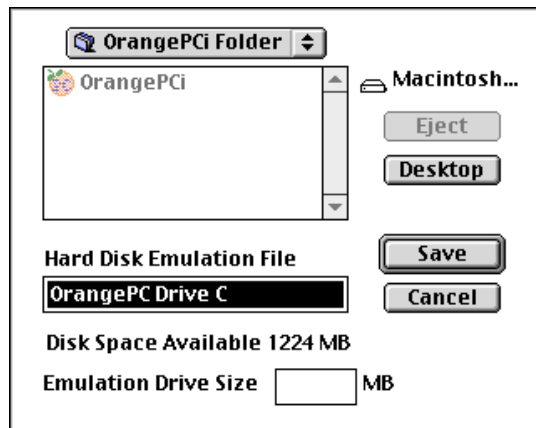 OrangePCi Folder
OrangePCi
Macintosh...
Eject
Desktop
Hard Disk Emulation File
Save
OrangePC Drive C
Cancel
Disk Space Available 1224 MB
Emulation Drive Size MB